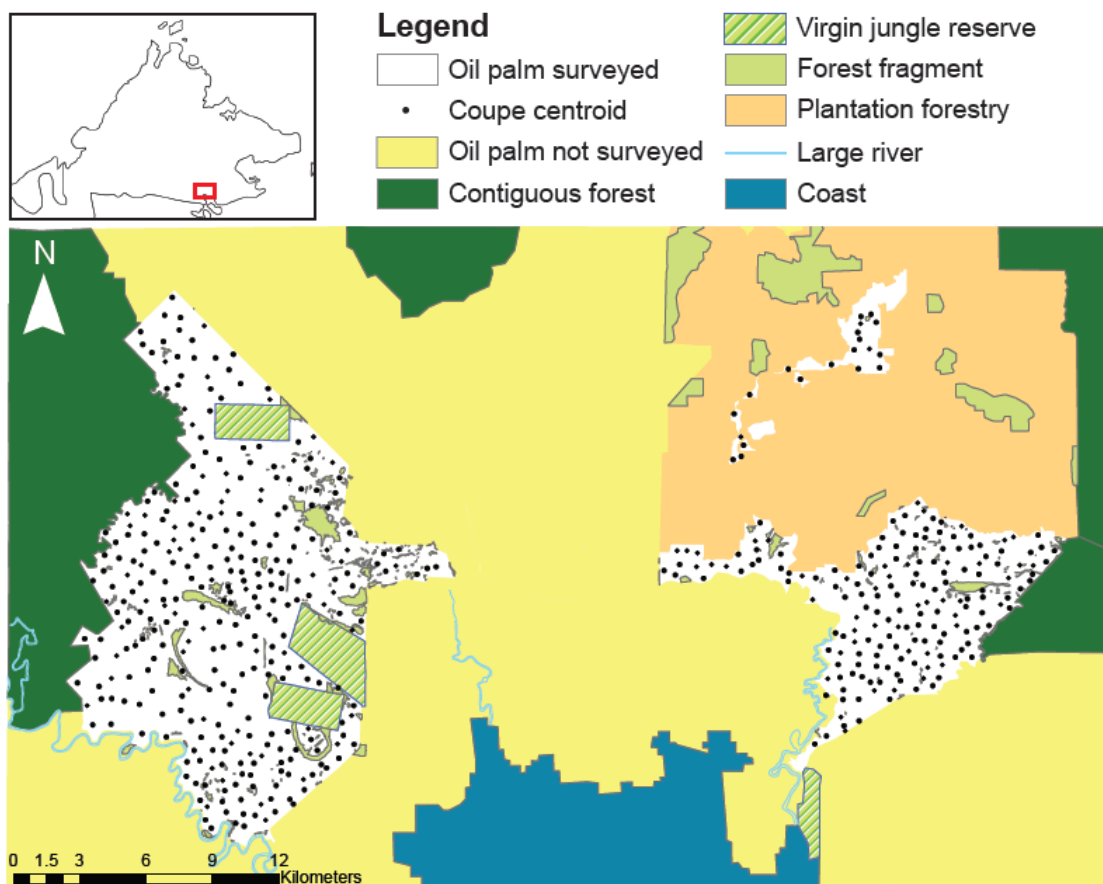 Legend
Oil palm surveyed
Coupe centroid
Oil palm not surveyed
Contiguous forest
Virgin jungle reserve
Forest fragment
Plantation forestry
Large river
Coast
N
0 1.5 3 6 9 12
Kilometers